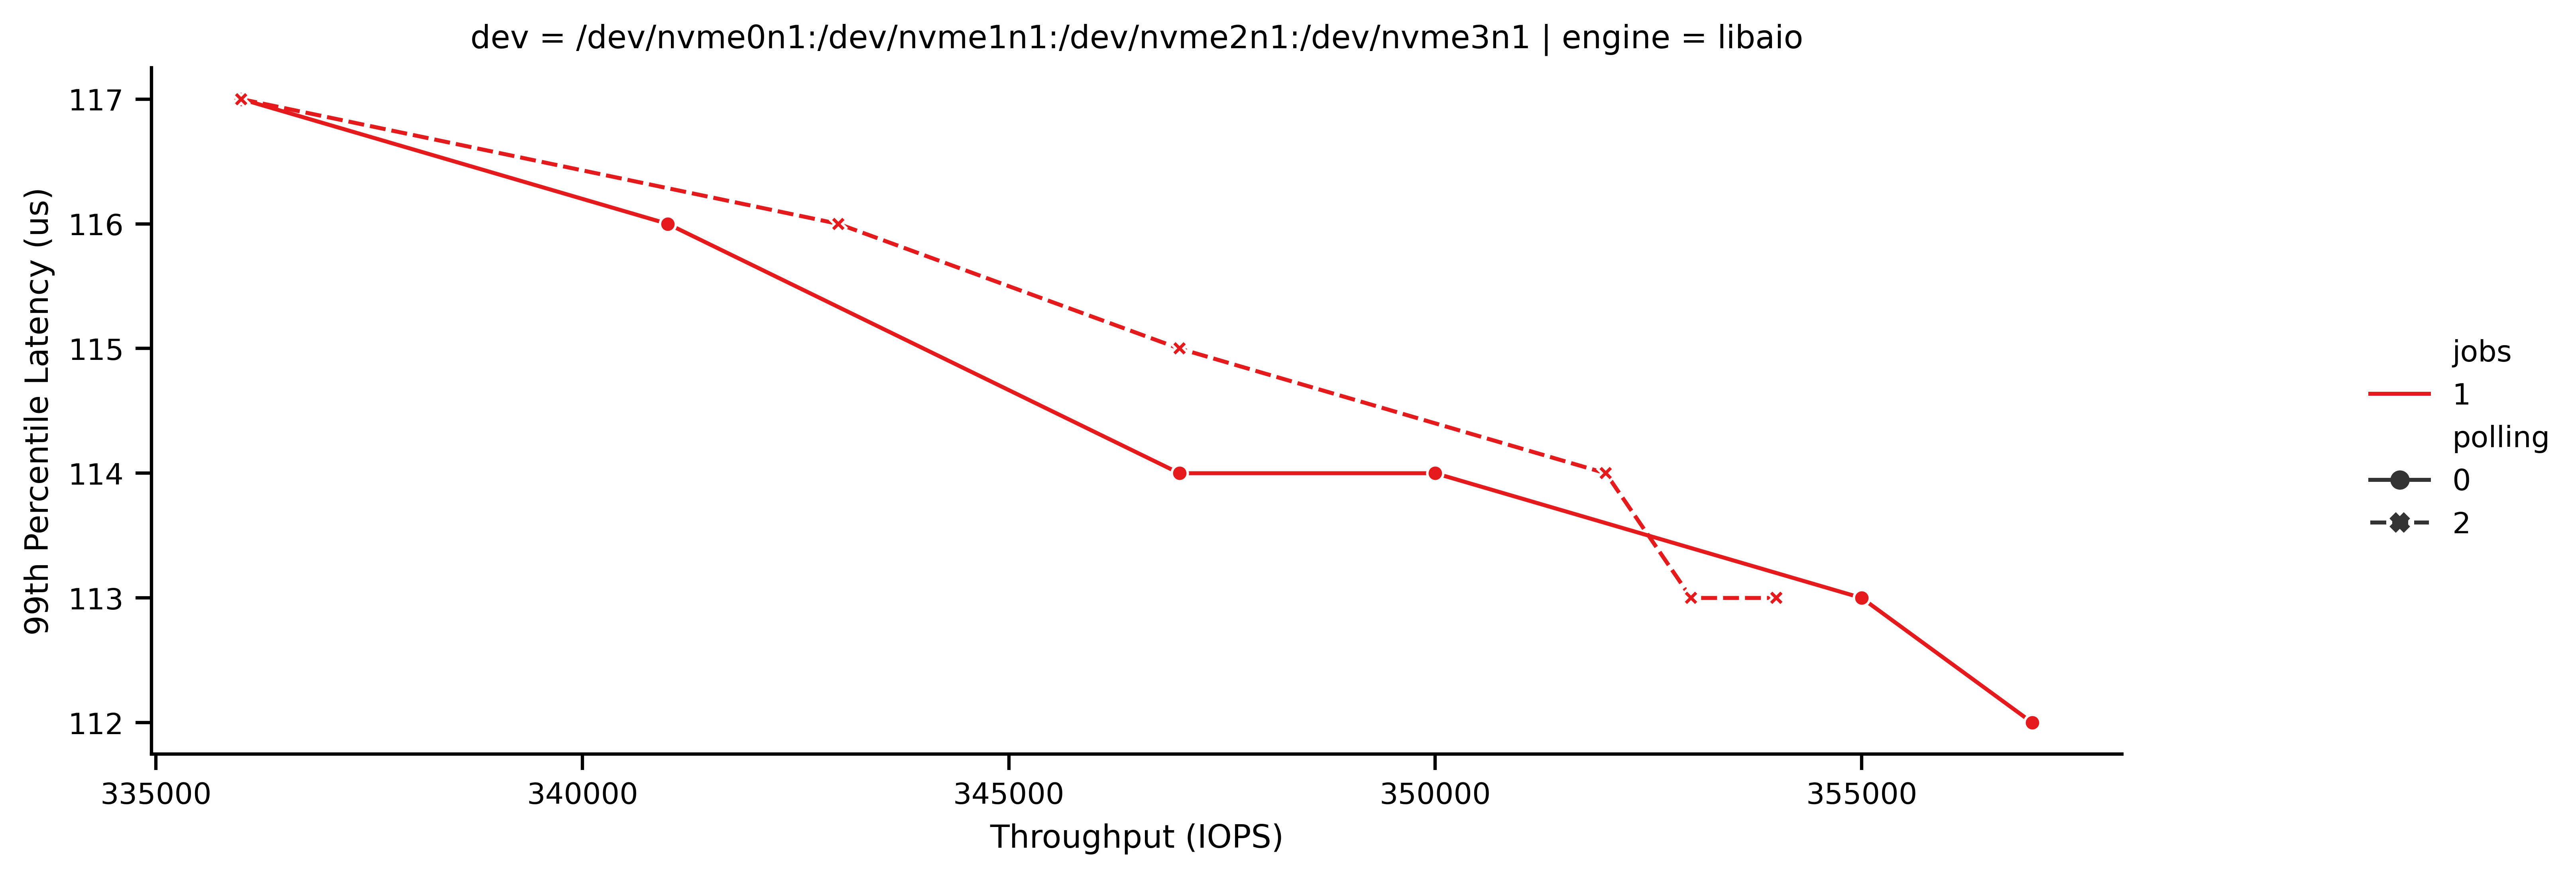 dev = /dev/nvme0n1:/dev/nvme1n1:/dev/nvme2n1:/dev/nvme3n1 | engine = libaio
99th Percentile Latency (us)
117
116
115
114
113
112
335000
340000
345000
350000
355000
Throughput (IOPS)
jobs
1
polling
0
2